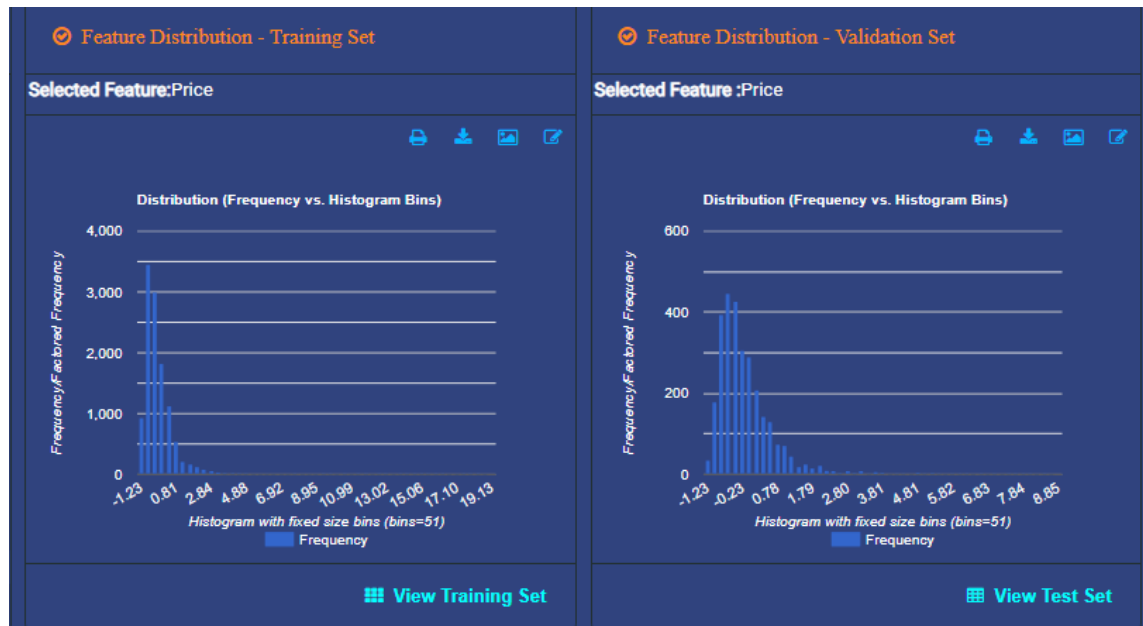 Feature Distribution - Training Set
Selected Feature:Price
Distribution (Frequency vs. Histogram Bins)
Frequency/Factored Frequency
4,000
3,000
2,000
1,000
0
-1.23 0.81 2.84 4.88 6.92 8.95 10.99 13.02 15.06 17.10 19.13
Histogram with fixed size bins (bins=51)
Frequency
View Training Set
Feature Distribution - Validation Set
Selected Feature :Price
Distribution (Frequency vs. Histogram Bins)
Frequency/Factored Frequency
600
400
200
0
-1.23 -0.23 0.78 1.79 2.80 3.81 4.81 5.82 6.83 7.84 8.85
Histogram with fixed size bins (bins=51)
Frequency
View Test Set